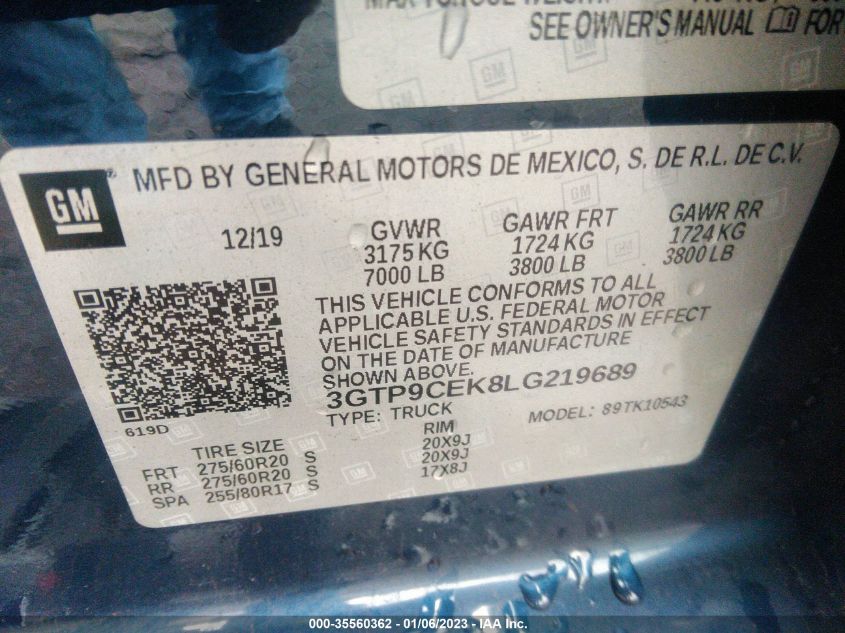 SEE OWNER'S MANUAL FOR
GM
MFD BY GENERAL MOTORS DE MEXICO, S. DE R.L. DE C.V.
12/19 GVWR GAWR FRT GAWR RR
3175 KG 1724 KG 1724 KG
7000 LB 3800 LB 3800 LB
THIS VEHICLE CONFORMS TO ALL
APPLICABLE U.S. FEDERAL MOTOR
VEHICLE SAFETY STANDARDS IN EFFECT
ON THE DATE OF MANUFACTURE
SHOWN ABOVE.
3GTP9CEK8LG219689
TYPE: TRUCK MODEL: 89TK10543
619D
TIRE SIZE RIM
FRT 275/60R20 S 20X9J
RR 275/60R20 S 20X9J
SPA 255/80R17 S 17X8J
000-35560362 - 01/06/2023 - IAA Inc.